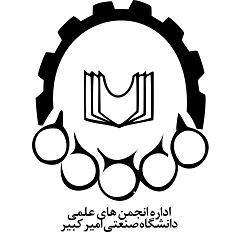 اداره انجمن های علمی
دانشگاه صنعتی امیرکبیر